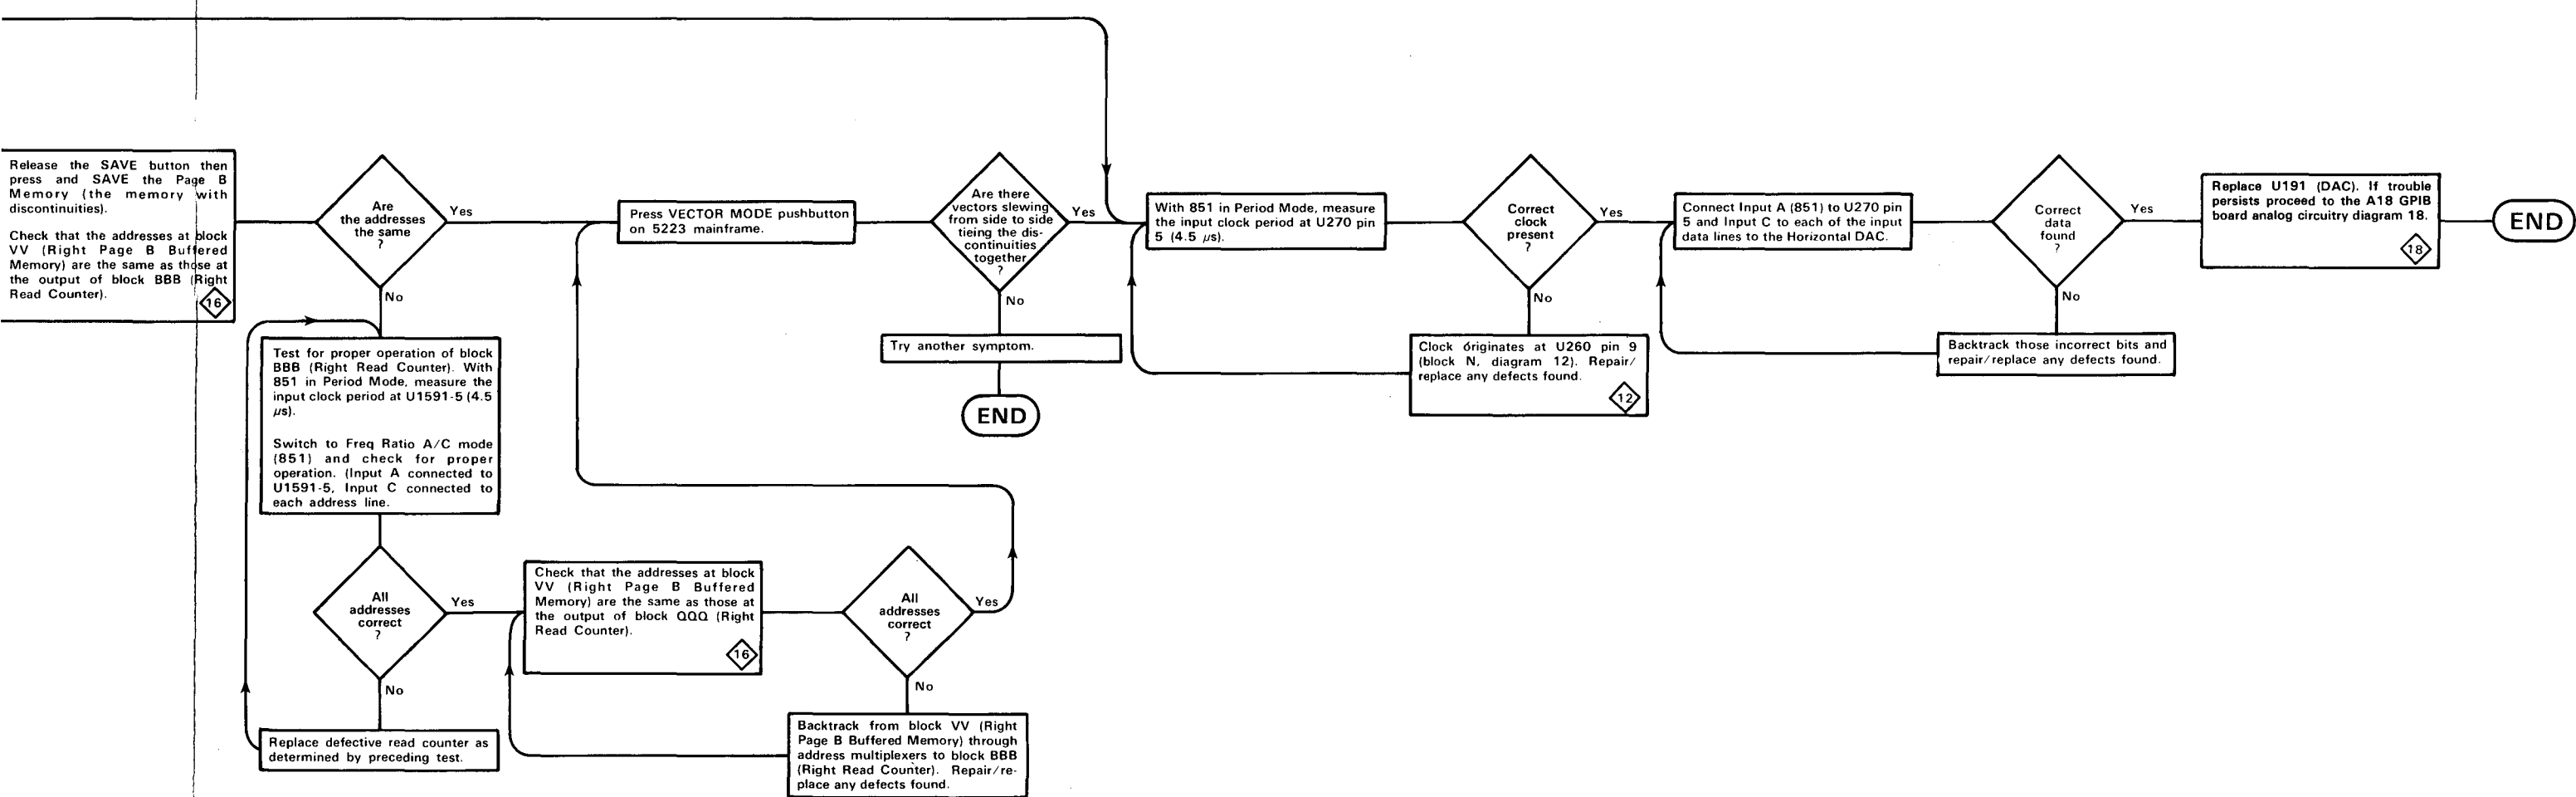 Release the SAVE button then
press and SAVE the Page B
Memory (the memory with
discontinuities).
Check that the addresses at block
VV (Right Page B Buffered
Memory) are the same as those at
the output of block BBB (Right
Read Counter).
16
Are
the addresses
the same
?
Yes
No
Press VECTOR MODE pushbutton
on 5223 mainframe.
Are there
vectors slewing
from side to side
tieing the dis-
continuities
together
?
Yes
No
Try another symptom.
END
With 851 in Period Mode, measure
the input clock period at U270 pin
5 (4.5 μs).
Correct
clock
present
?
Yes
No
Clock originates at U260 pin 9
(block N, diagram 12). Repair/
replace any defects found.
12
Connect Input A (851) to U270 pin
5 and Input C to each of the input
data lines to the Horizontal DAC.
Correct
data
found
?
Yes
No
Backtrack those incorrect bits and
repair/replace any defects found.
Replace U191 (DAC). If trouble
persists proceed to the A18 GPIB
board analog circuitry diagram 18.
18
END
Test for proper operation of block
BBB (Right Read Counter). With
851 in Period Mode, measure the
input clock period at U1591-5 (4.5
μs).
Switch to Freq Ratio A/C mode
(851) and check for proper
operation. (Input A connected to
U1591-5, Input C connected to
each address line.
All
addresses
correct
?
Yes
No
Replace defective read counter as
determined by preceding test.
Check that the addresses at block
VV (Right Page B Buffered
Memory) are the same as those at
the output of block QQQ (Right
Read Counter).
16
All
addresses
correct
?
Yes
No
Backtrack from block VV (Right
Page B Buffered Memory) through
address multiplexers to block BBB
(Right Read Counter). Repair/re-
place any defects found.